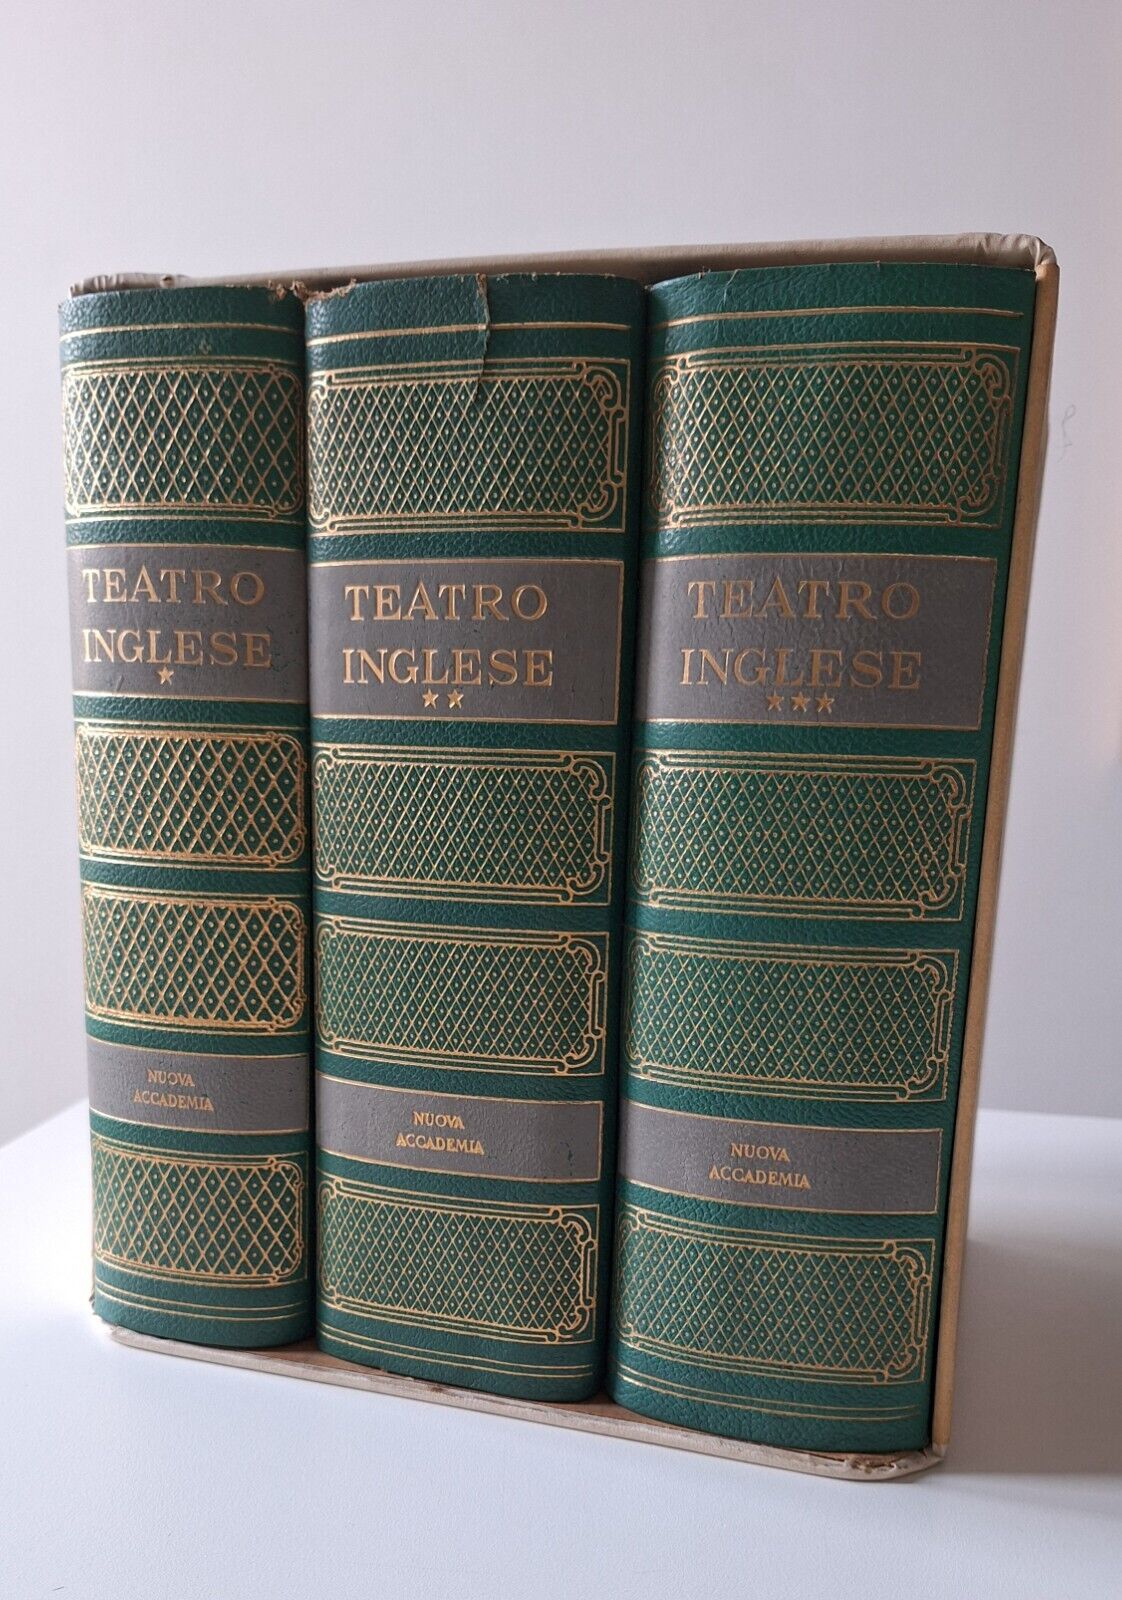 TEATRO
INGLESE
★
NUOVA
ACCADEMIA
TEATRO
INGLESE
★★
NUOVA
ACCADEMIA
TEATRO
INGLESE
★★★
NUOVA
ACCADEMIA